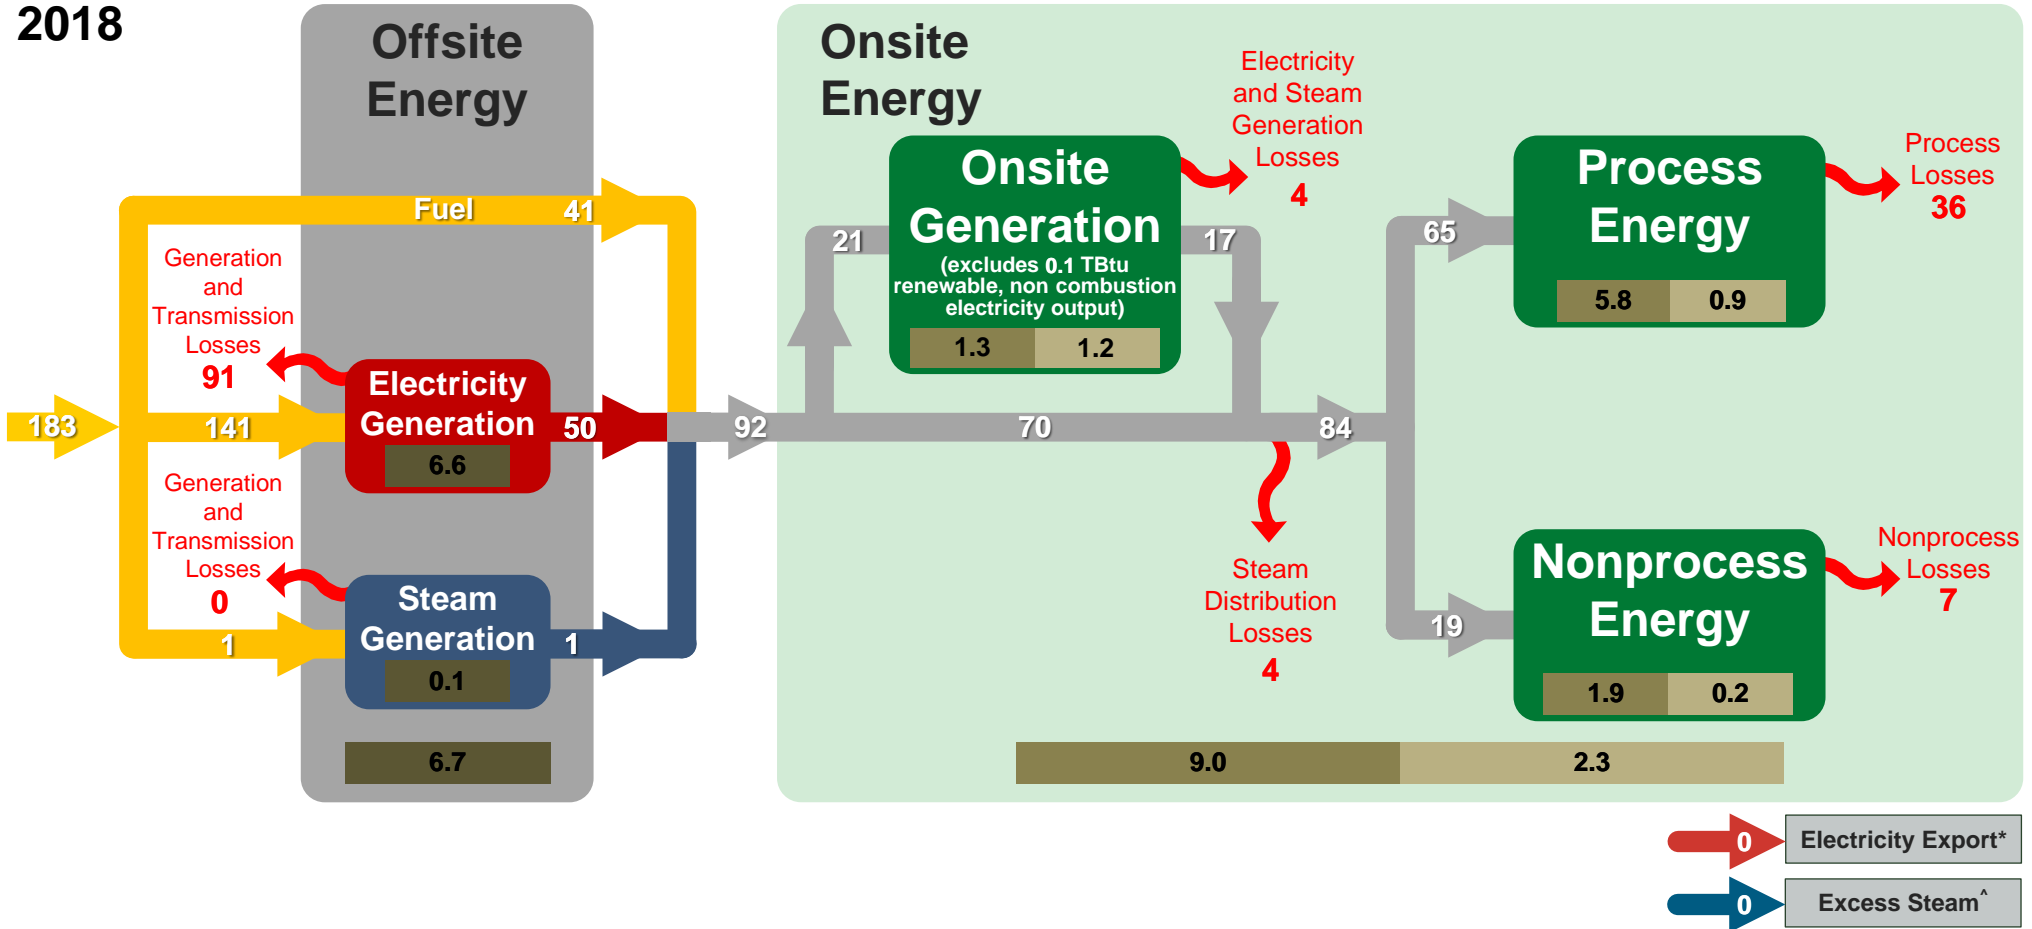 2018
Offsite
Energy
Onsite
Energy
Electricity
and Steam
Generation
Losses
4
Onsite
Generation
(excludes 0.1 TBtu
renewable, non combustion
electricity output)
1.3 1.2
Process
Energy
5.8 0.9
Process
Losses
36
Fuel 41
21
17
65
Generation
and
Transmission
Losses
91
Electricity
Generation
6.6
183
141
50
92
70
84
Generation
and
Transmission
Losses
0
Steam
Generation
0.1
1
1
Steam
Distribution
Losses
4
19
Nonprocess
Energy
1.9 0.2
Nonprocess
Losses
7
6.7
9.0 2.3
0 Electricity Export*
0 Excess Steam^